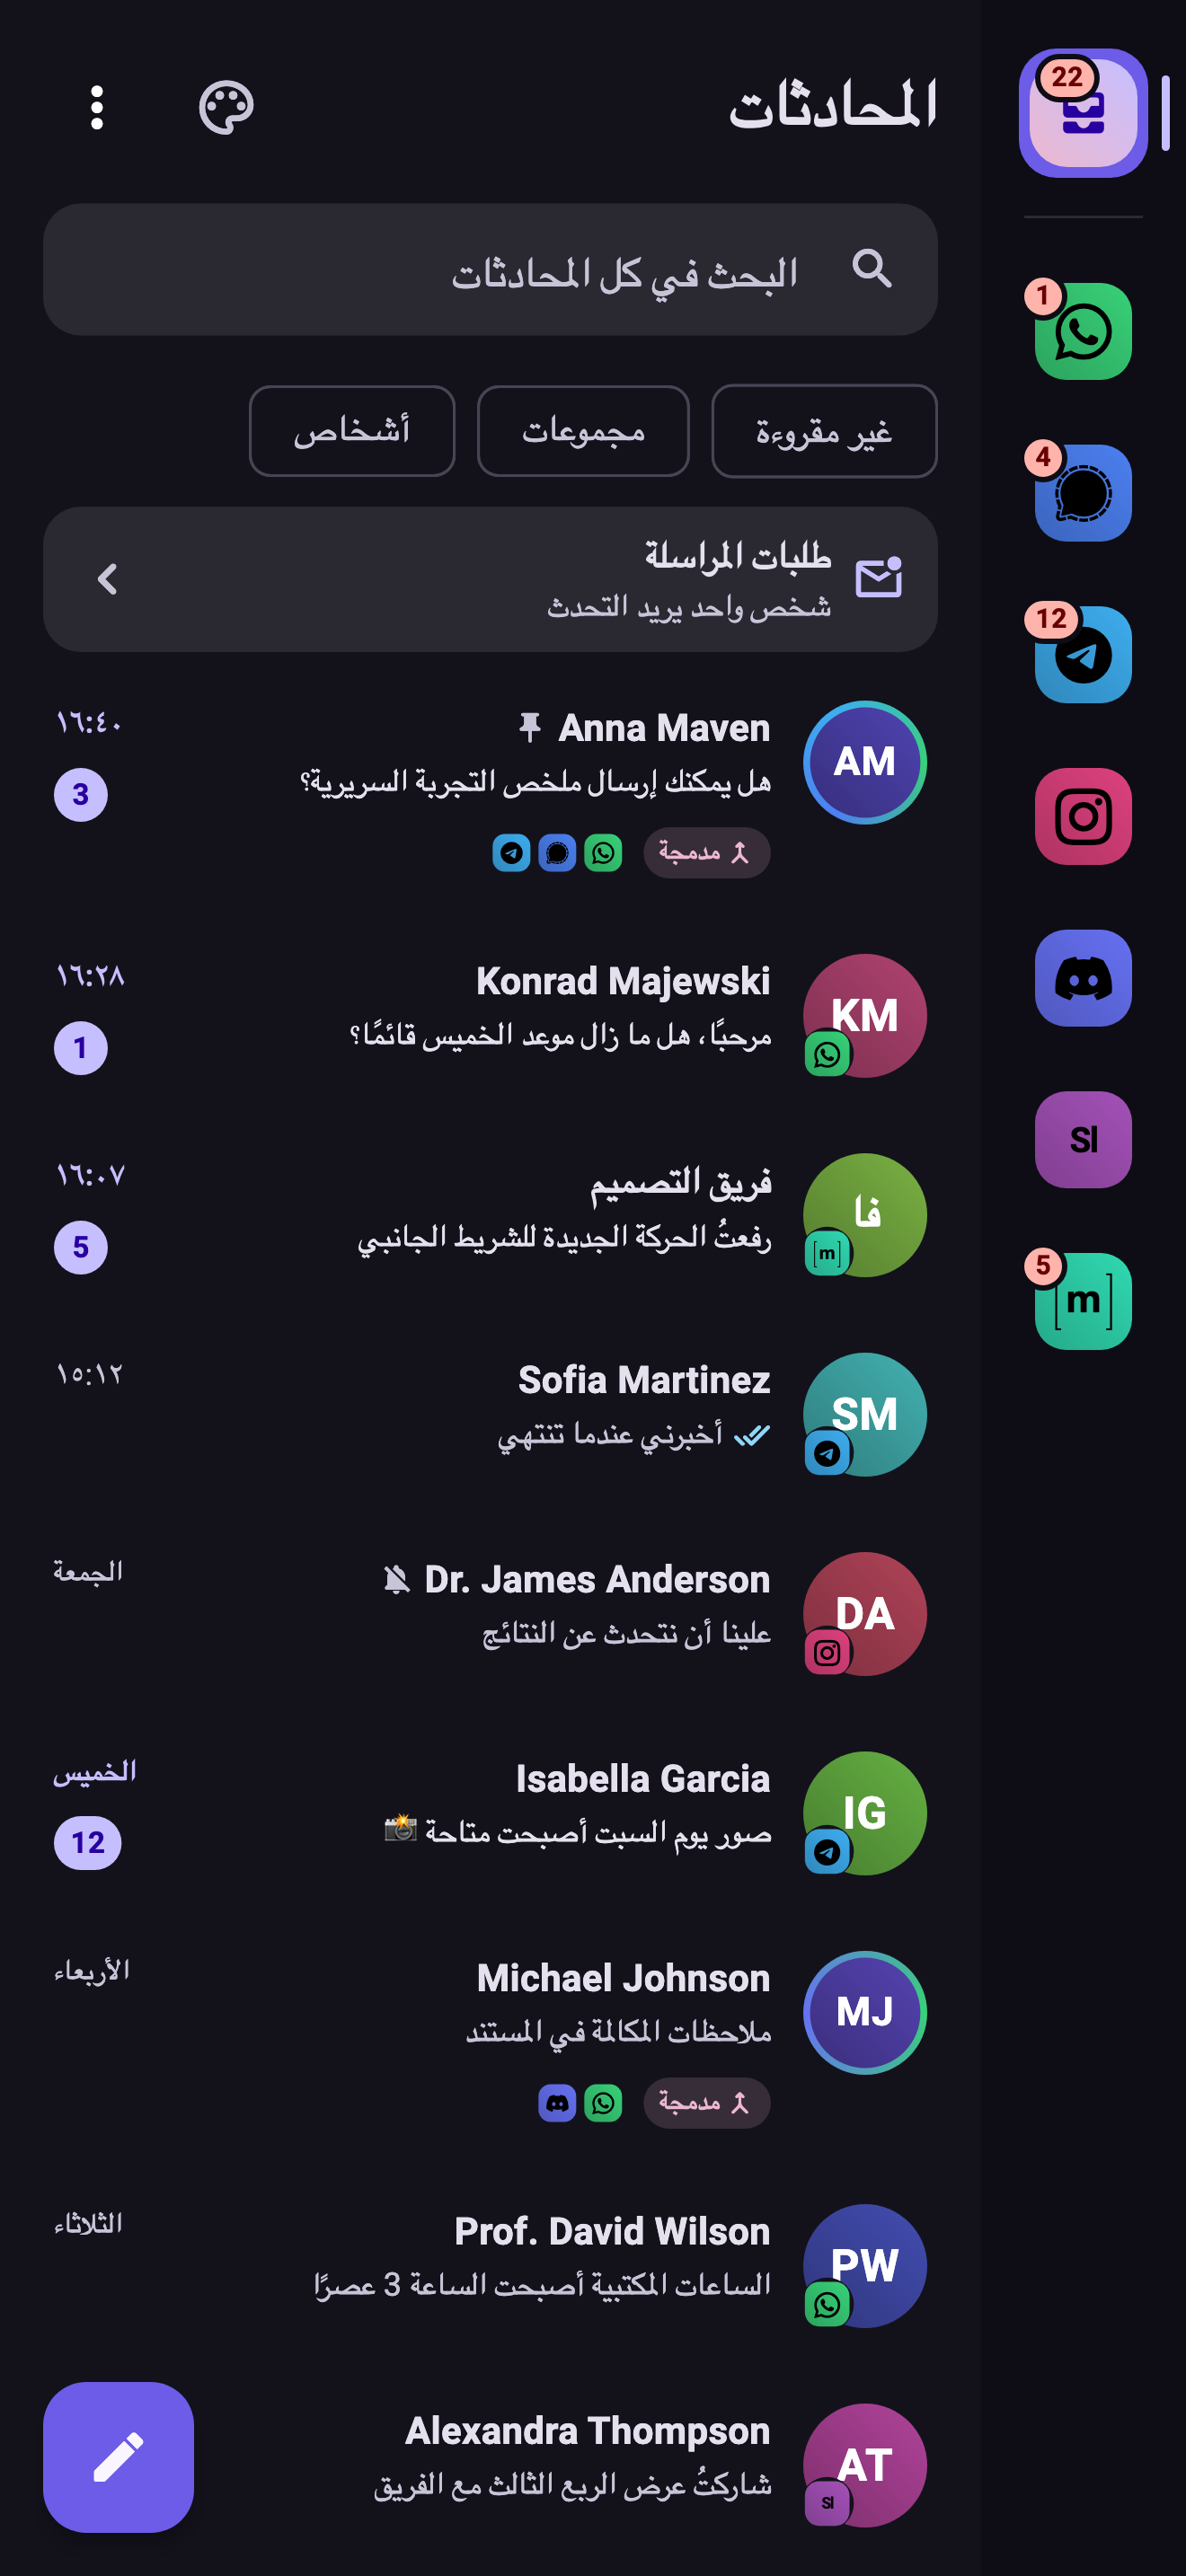 المحادثات
22
البحث في كل المحادثات
غير مقروءة
مجموعات
أشخاص
طلبات المراسلة
شخص واحد يريد التحدث
1
4
12
Sl
5
[m]
AM
Anna Maven
١٦:٤٠
هل يمكنك إرسال ملخص التجربة السريرية؟
3
مدمجة
KM
Konrad Majewski
١٦:٢٨
مرحبًا، هل ما زال موعد الخميس قائمًا؟
1
فا
[m]
فريق التصميم
١٦:٠٧
رفعتُ الحركة الجديدة للشريط الجانبي
5
SM
Sofia Martinez
١٥:١٢
أخبرني عندما تنتهي
DA
Dr. James Anderson
الجمعة
علينا أن نتحدث عن النتائج
IG
Isabella Garcia
الخميس
صور يوم السبت أصبحت متاحة 📸
12
MJ
Michael Johnson
الأربعاء
ملاحظات المكالمة في المستند
مدمجة
PW
Prof. David Wilson
الثلاثاء
الساعات المكتبية أصبحت الساعة 3 عصرًا
AT
Sl
Alexandra Thompson
شاركتُ عرض الربع الثالث مع الفريق